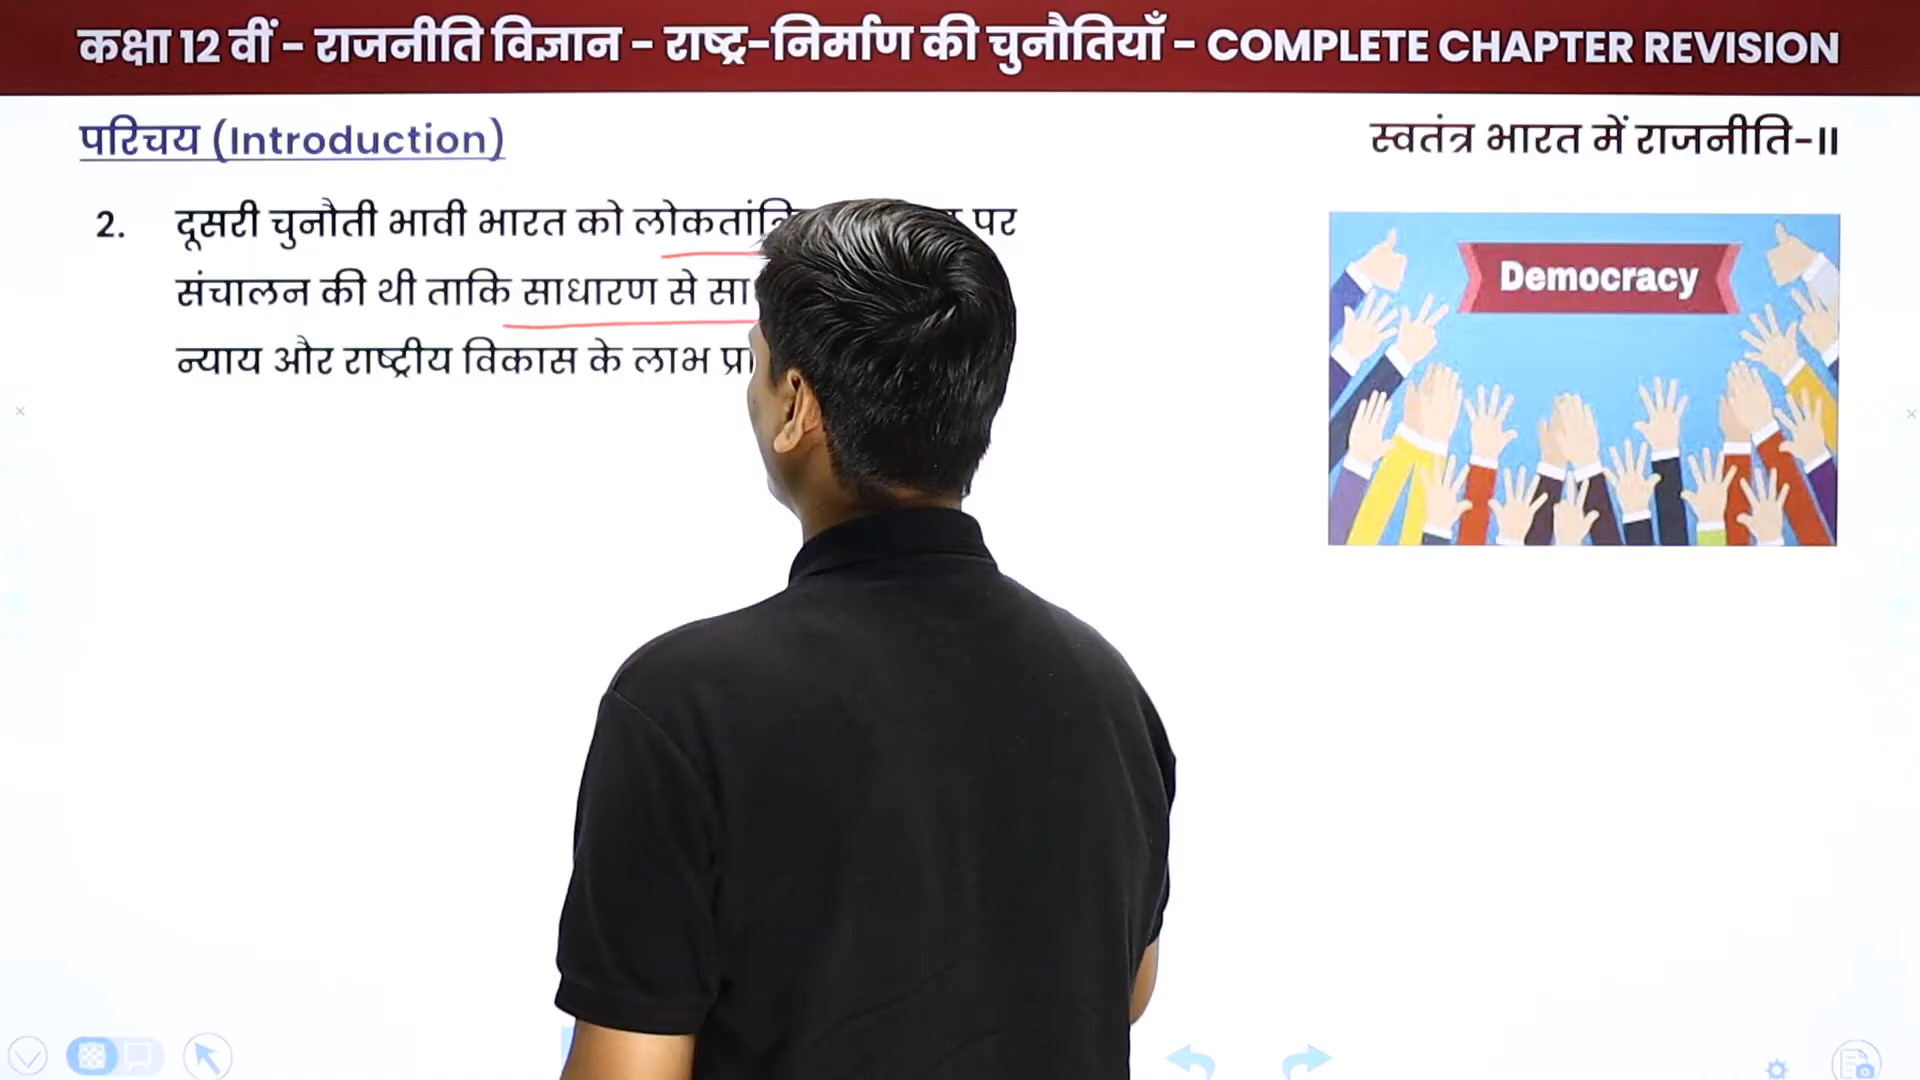 कक्षा 12 वीं - राजनीति विज्ञान - राष्ट्र-निर्माण की चुनौतियाँ - COMPLETE CHAPTER REVISION
परिचय (Introduction)
स्वतंत्र भारत में राजनीति-II
2. दूसरी चुनौती भावी भारत को पर
संचालन की थी ताकि साधारण से
न्याय और राष्ट्रीय विकास के लाभ
Democracy